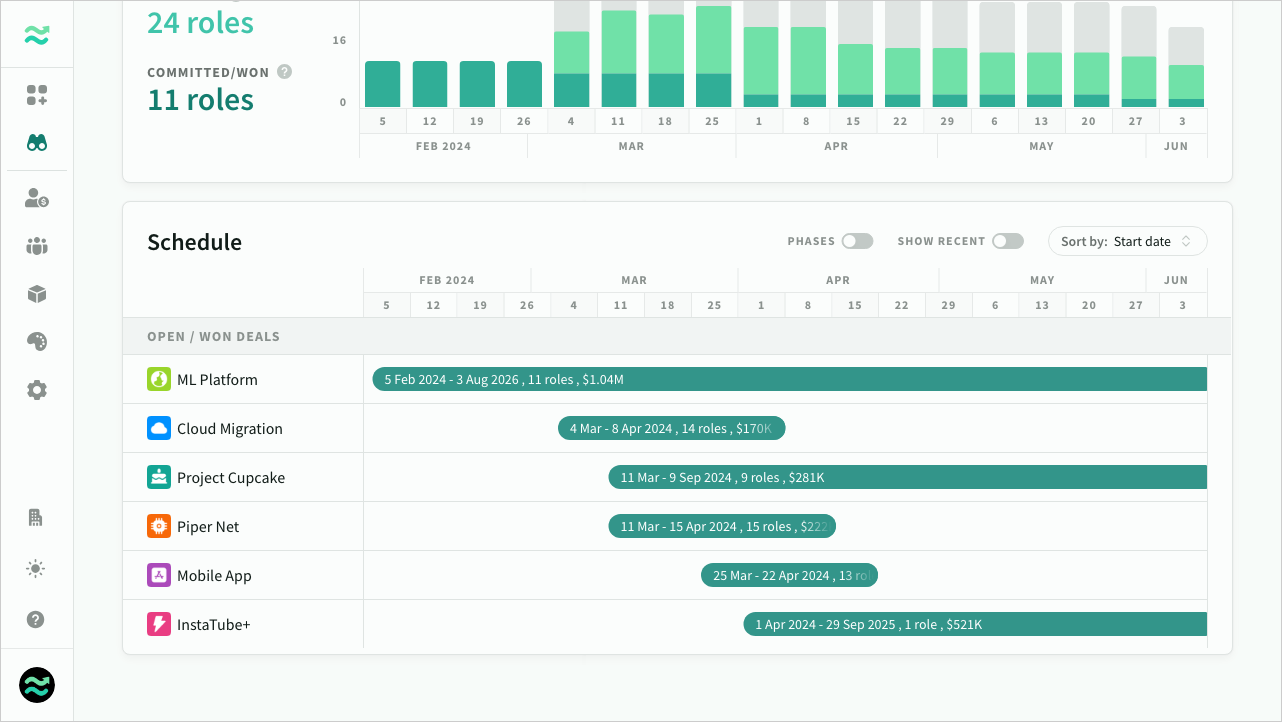 24 roles
COMMITTED/WON ?
11 roles
16
0
5 12 19 26 4 11 18 25 1 8 15 22 29 6 13 20 27 3
FEB 2024 MAR APR MAY JUN
Schedule
PHASES SHOW RECENT Sort by: Start date
FEB 2024 MAR APR MAY JUN
5 12 19 26 4 11 18 25 1 8 15 22 29 6 13 20 27 3
OPEN / WON DEALS
ML Platform 5 Feb 2024 - 3 Aug 2026 , 11 roles , $1.04M
Cloud Migration 4 Mar - 8 Apr 2024 , 14 roles , $170K
Project Cupcake 11 Mar - 9 Sep 2024 , 9 roles , $281K
Piper Net 11 Mar - 15 Apr 2024 , 15 roles , $222
Mobile App 25 Mar - 22 Apr 2024 , 13 rol
InstaTube+ 1 Apr 2024 - 29 Sep 2025 , 1 role , $521K